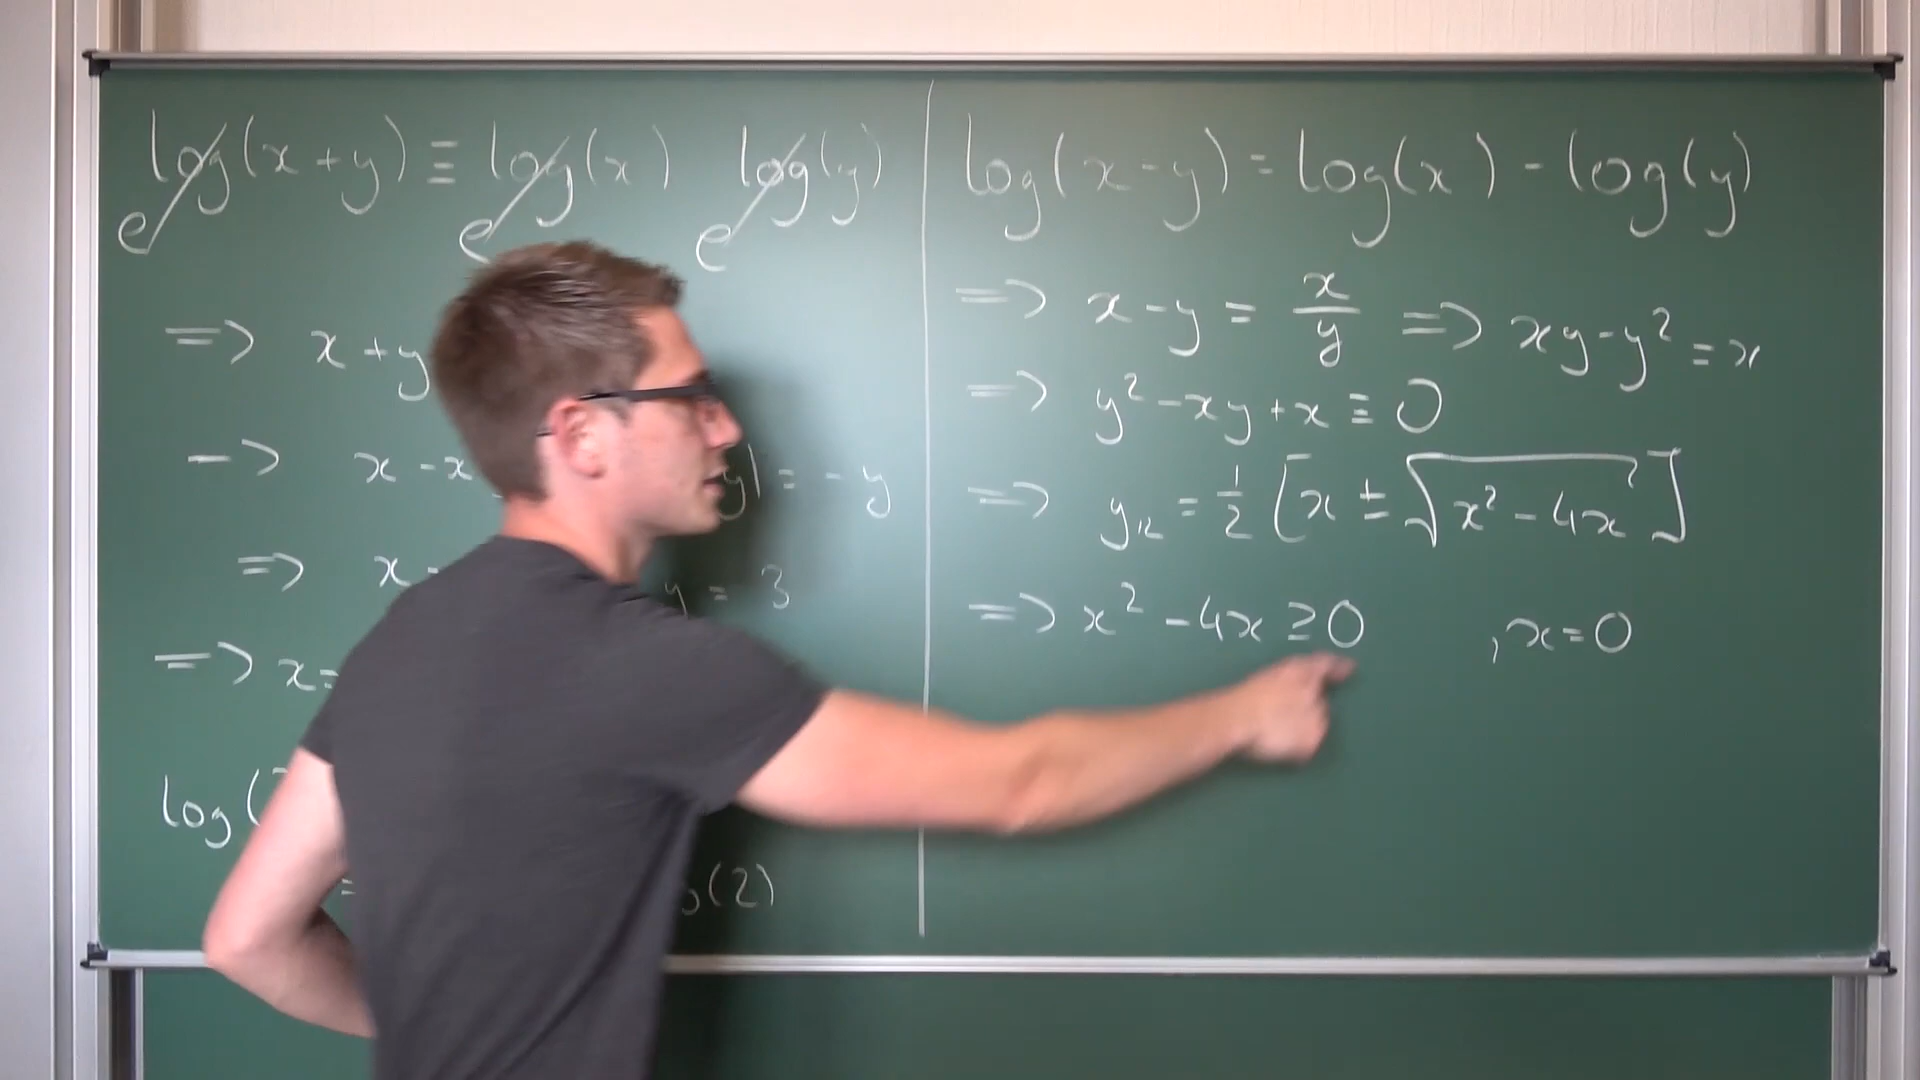 log(x+y) ≡ log(x) log(y)
e e e
=> x+y
-> x-x y) = -y
=> x- y = 3
=> x=
log(
= (2)
log(x-y) = log(x) - log(y)
=> x-y = x/y => xy-y² = x
=> y²-xy+x ≡ 0
=> y₁₂ = 1/2 [x ± √(x²-4x)]
=> x²-4x ≥ 0 , x=0